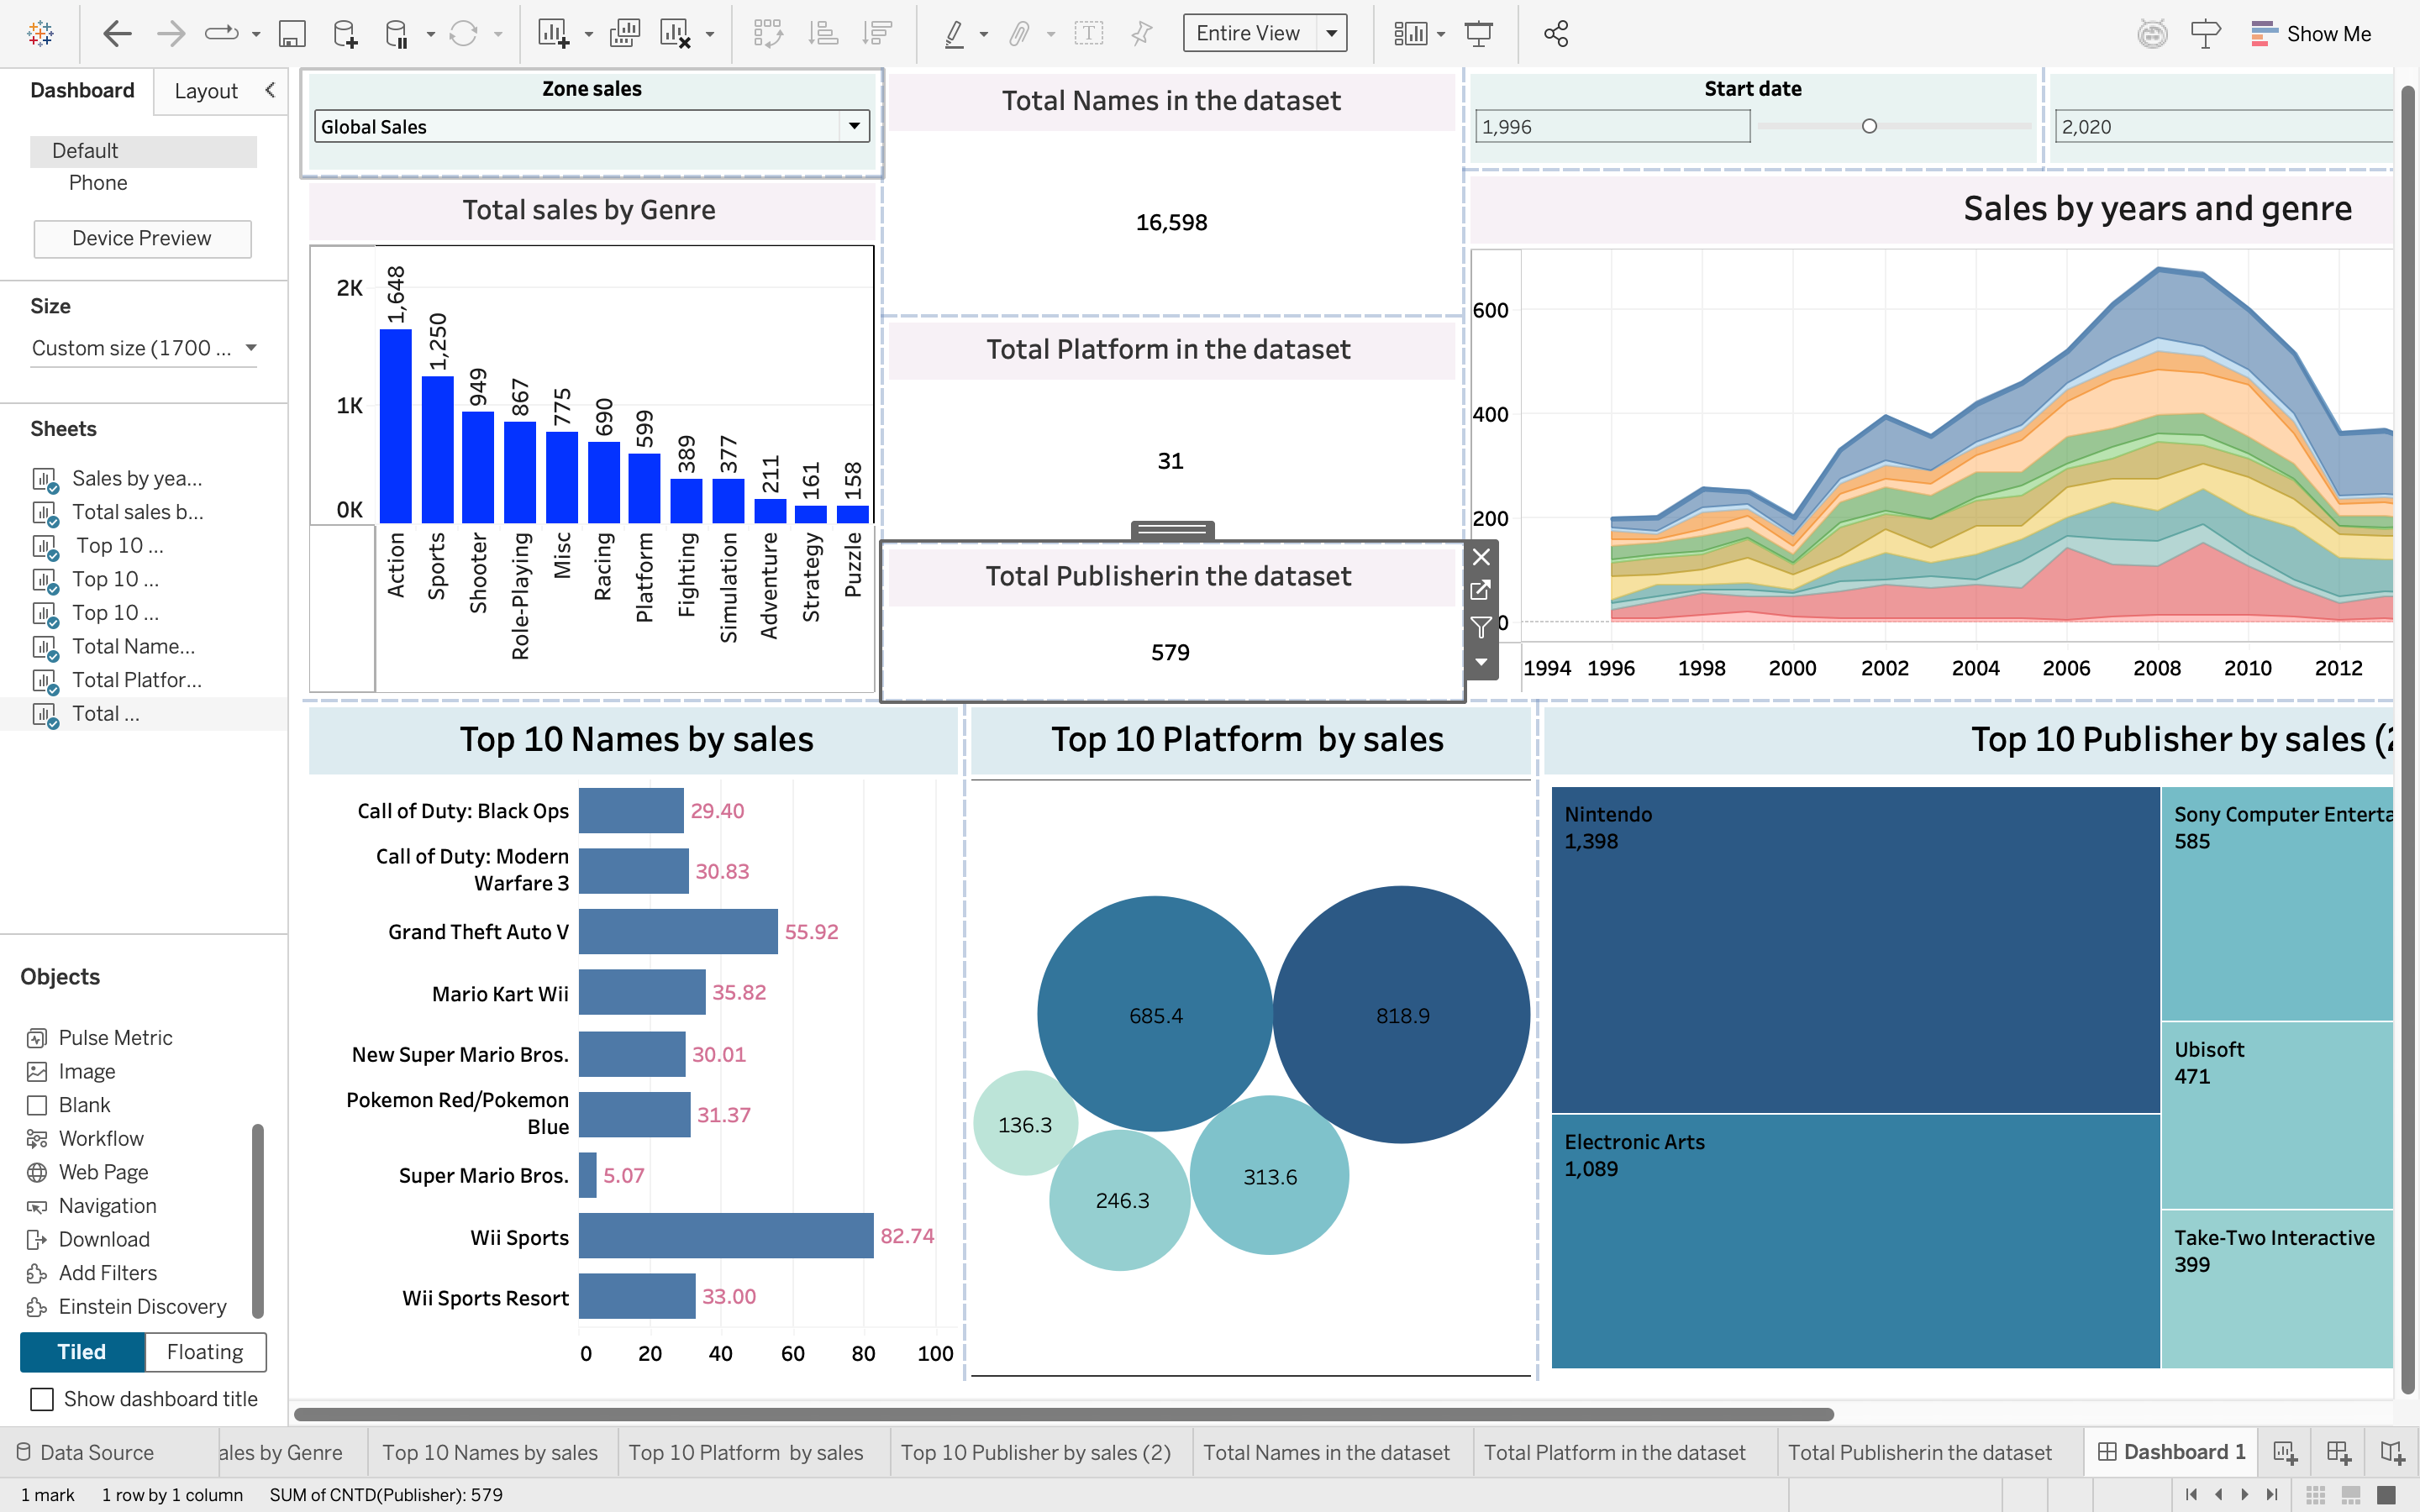 Entire View
Show Me
Dashboard
Layout
Default
Phone
Device Preview
Size
Custom size (1700 ...
Sheets
Sales by yea...
Total sales b...
Top 10 ...
Top 10 ...
Top 10 ...
Total Name...
Total Platfor...
Total ...
Objects
Pulse Metric
Image
Blank
Workflow
Web Page
Navigation
Download
Add Filters
Einstein Discovery
Tiled
Floating
Show dashboard title
Zone sales
Global Sales
Total sales by Genre
2K
1K
0K
1,648
1,250
949
867
775
690
599
389
377
211
161
158
Action
Sports
Shooter
Role-Playing
Misc
Racing
Platform
Fighting
Simulation
Adventure
Strategy
Puzzle
Total Names in the dataset
16,598
Total Platform in the dataset
31
Total Publisherin the dataset
579
Start date
1,996
2,020
Sales by years and genre
600
400
200
0
1994 1996 1998 2000 2002 2004 2006 2008 2010 2012
Top 10 Names by sales
Call of Duty: Black Ops 29.40
Call of Duty: Modern
Warfare 3 30.83
Grand Theft Auto V 55.92
Mario Kart Wii 35.82
New Super Mario Bros. 30.01
Pokemon Red/Pokemon
Blue 31.37
Super Mario Bros. 5.07
Wii Sports 82.74
Wii Sports Resort 33.00
0 20 40 60 80 100
Top 10 Platform by sales
685.4
818.9
136.3
246.3
313.6
Top 10 Publisher by sales (2
Nintendo
1,398
Electronic Arts
1,089
Sony Computer Enterta
585
Ubisoft
471
Take-Two Interactive
399
Data Source
ales by Genre
Top 10 Names by sales
Top 10 Platform by sales
Top 10 Publisher by sales (2)
Total Names in the dataset
Total Platform in the dataset
Total Publisherin the dataset
Dashboard 1
1 mark
1 row by 1 column
SUM of CNTD(Publisher): 579